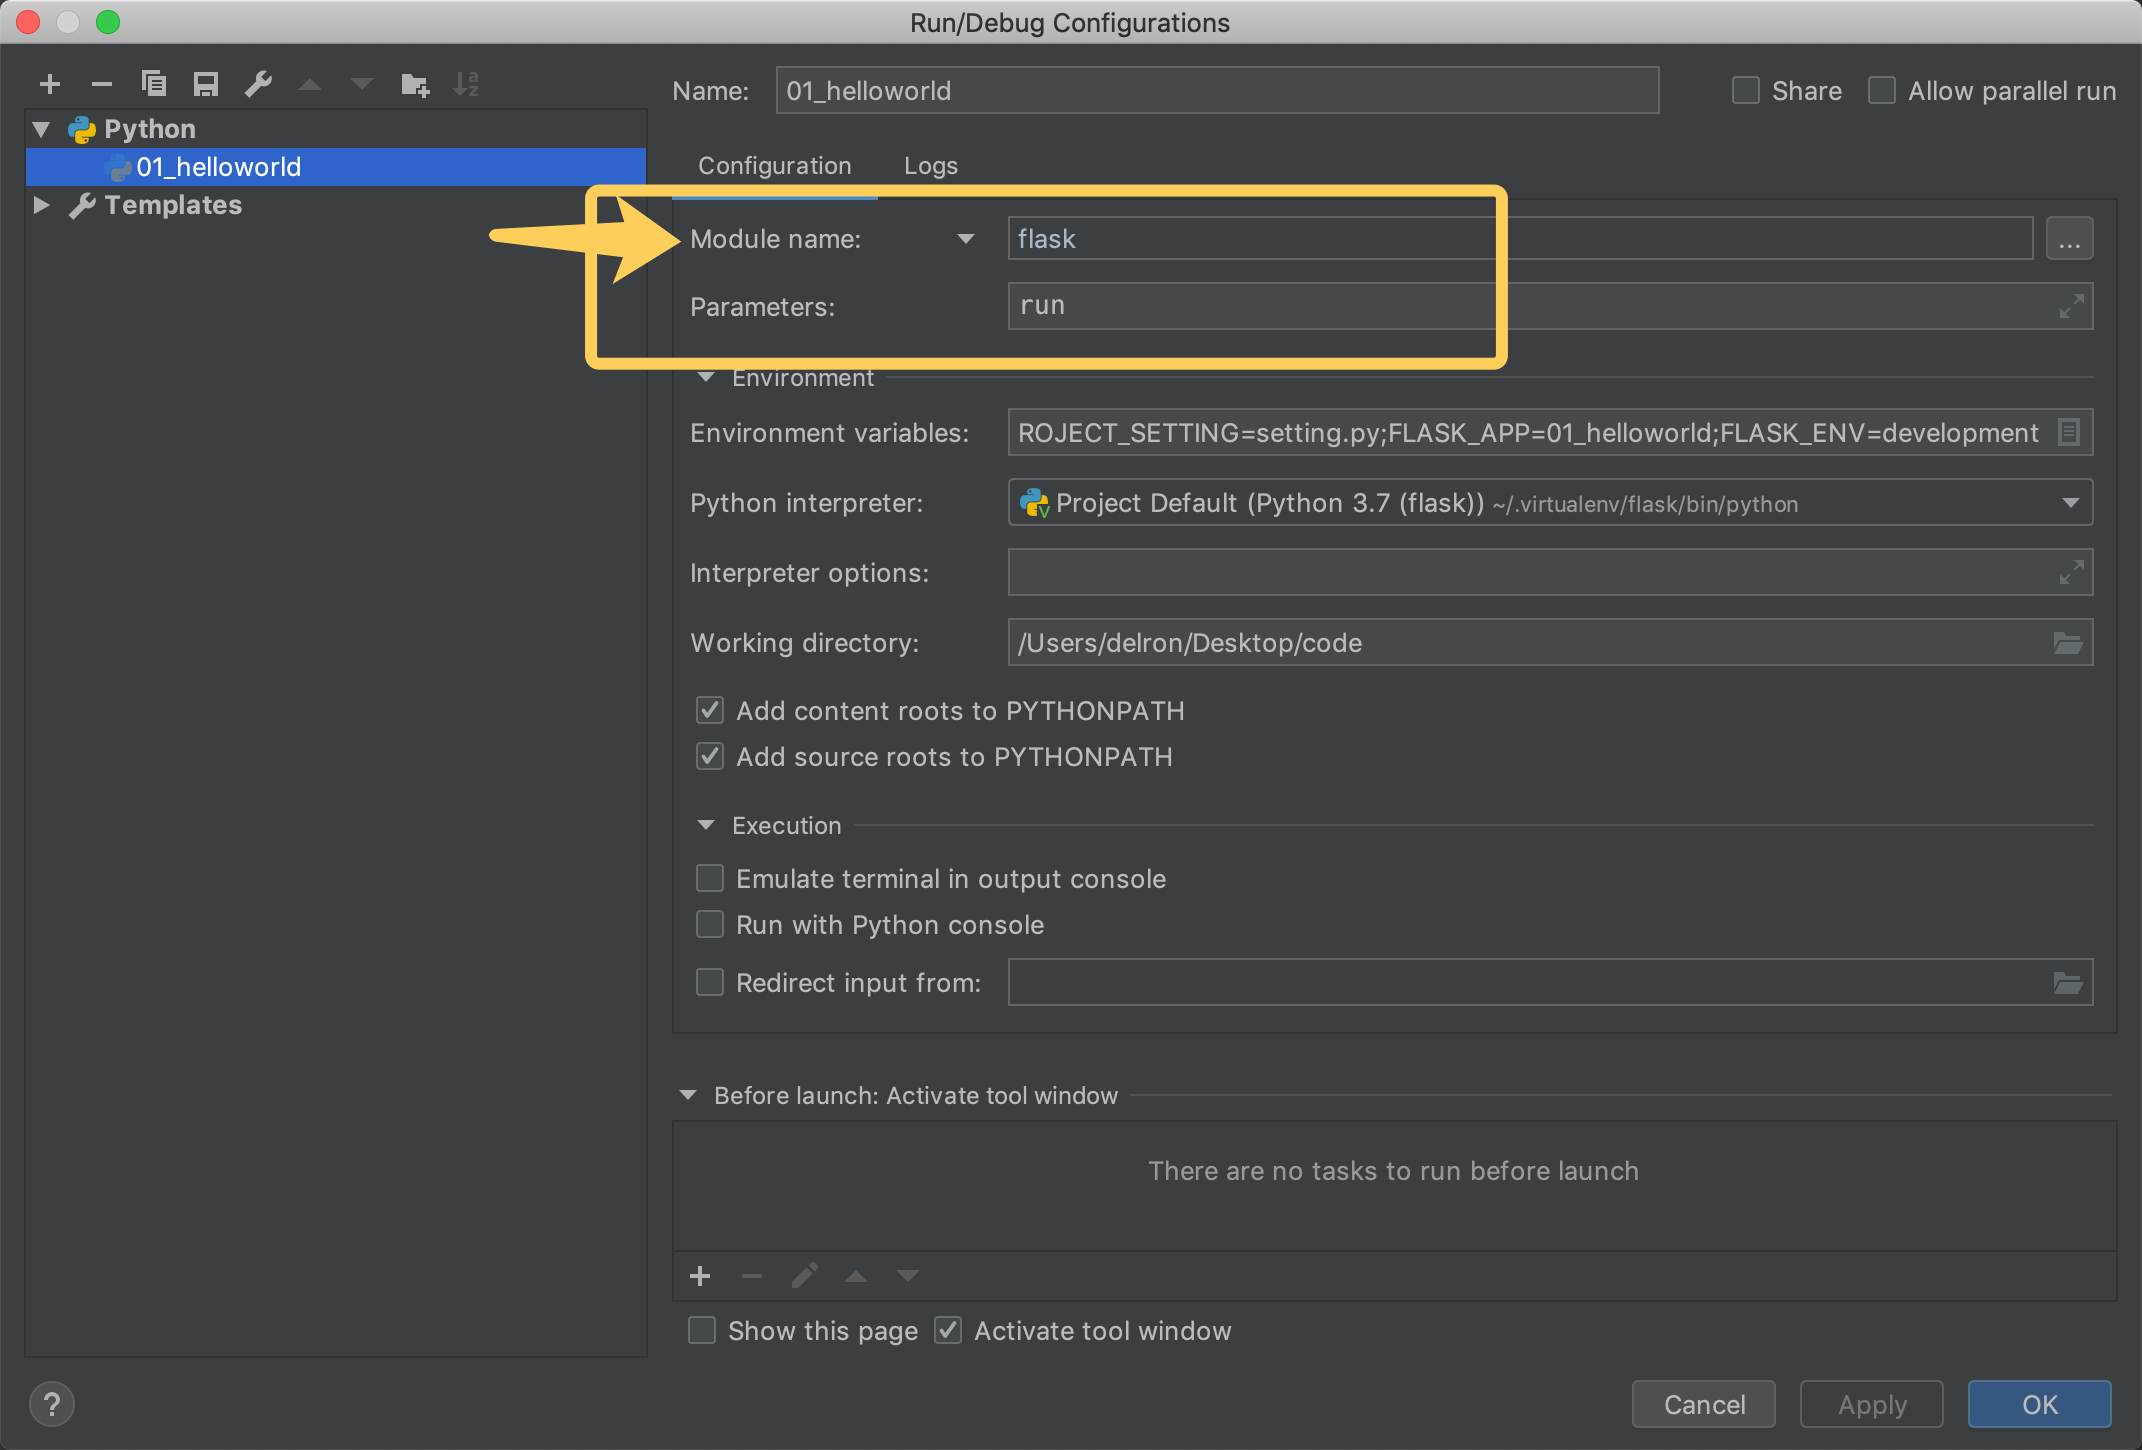 Run/Debug Configurations
Name: 01_helloworld Share Allow parallel run
Python
01_helloworld
Templates
Configuration Logs
Module name: flask ...
Parameters: run
Environment
Environment variables: ROJECT_SETTING=setting.py;FLASK_APP=01_helloworld;FLASK_ENV=development
Python interpreter: Project Default (Python 3.7 (flask)) ~/.virtualenv/flask/bin/python
Interpreter options:
Working directory: /Users/delron/Desktop/code
Add content roots to PYTHONPATH
Add source roots to PYTHONPATH
Execution
Emulate terminal in output console
Run with Python console
Redirect input from:
Before launch: Activate tool window
There are no tasks to run before launch
Show this page Activate tool window
? Cancel Apply OK